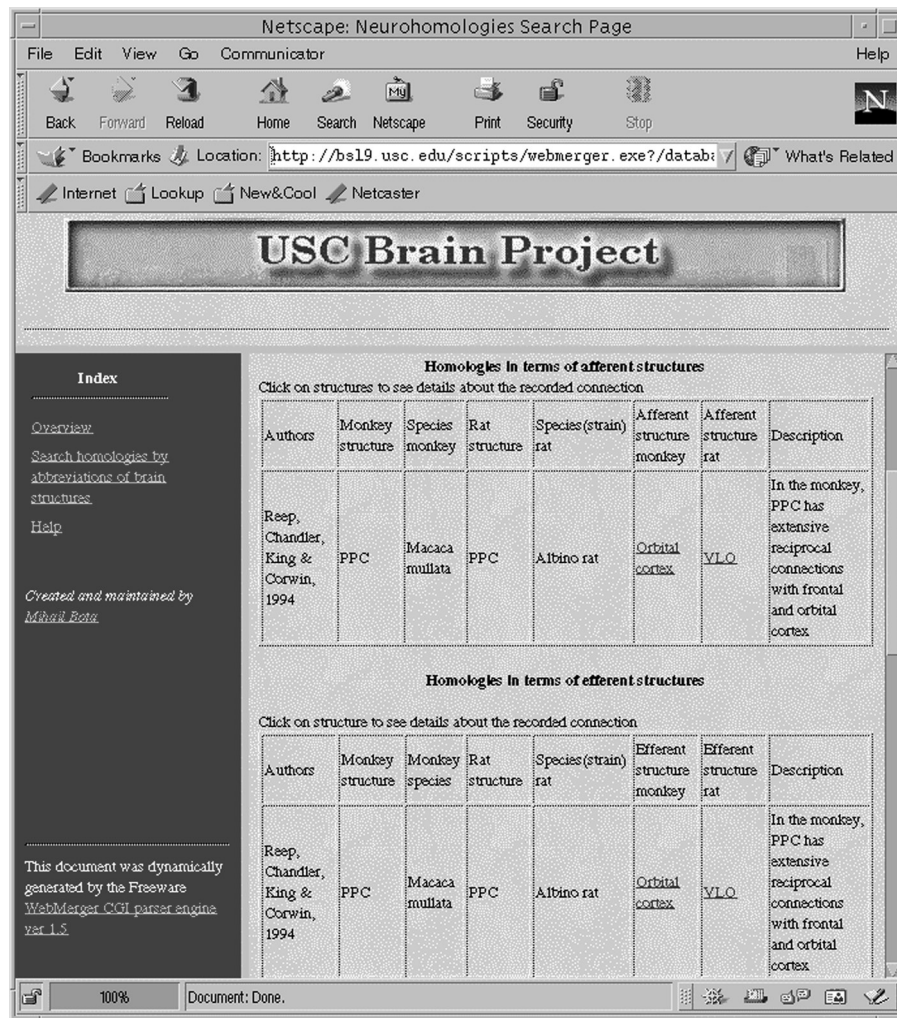 Netscape: Neurohomologies Search Page
File Edit View Go Communicator Help
Back Forward Reload Home Search Netscape Print Security Stop
My
N
Bookmarks Location: http://bsl9.usc.edu/scripts/webmerger.exe?/databa What's Related
Internet Lookup New&Cool Netcaster
USC Brain Project
Index
Overview
Search homologies by
abbreviations of brain
structures
Help
Created and maintained by
Mihail Bota
This document was dynamically
generated by the Freeware
WebMerger CGI parser engine
ver 1.5
Homologies in terms of afferent structures
Click on structures to see details about the recorded connection
Authors
Monkey
structure
Species
monkey
Rat
structure
Species(strain)
rat
Afferent
structure
monkey
Afferent
structure
rat
Description
Reep,
Chandler,
King &
Corwin,
1994
PPC
Macaca
mullata
PPC
Albino rat
Orbital
cortex
VLO
In the monkey,
PPC has
extensive
reciprocal
connections
with frontal
and orbital
cortex
Homologies in terms of efferent structures
Click on structure to see details about the recorded connection
Authors
Monkey
structure
Monkey
species
Rat
structure
Species(strain)
rat
Efferent
structure
monkey
Efferent
structure
rat
Description
Reep,
Chandler,
King &
Corwin,
1994
PPC
Macaca
mullata
PPC
Albino rat
Orbital
cortex
VLO
In the monkey,
PPC has
extensive
reciprocal
connections
with frontal
and orbital
cortex
100% Document: Done.